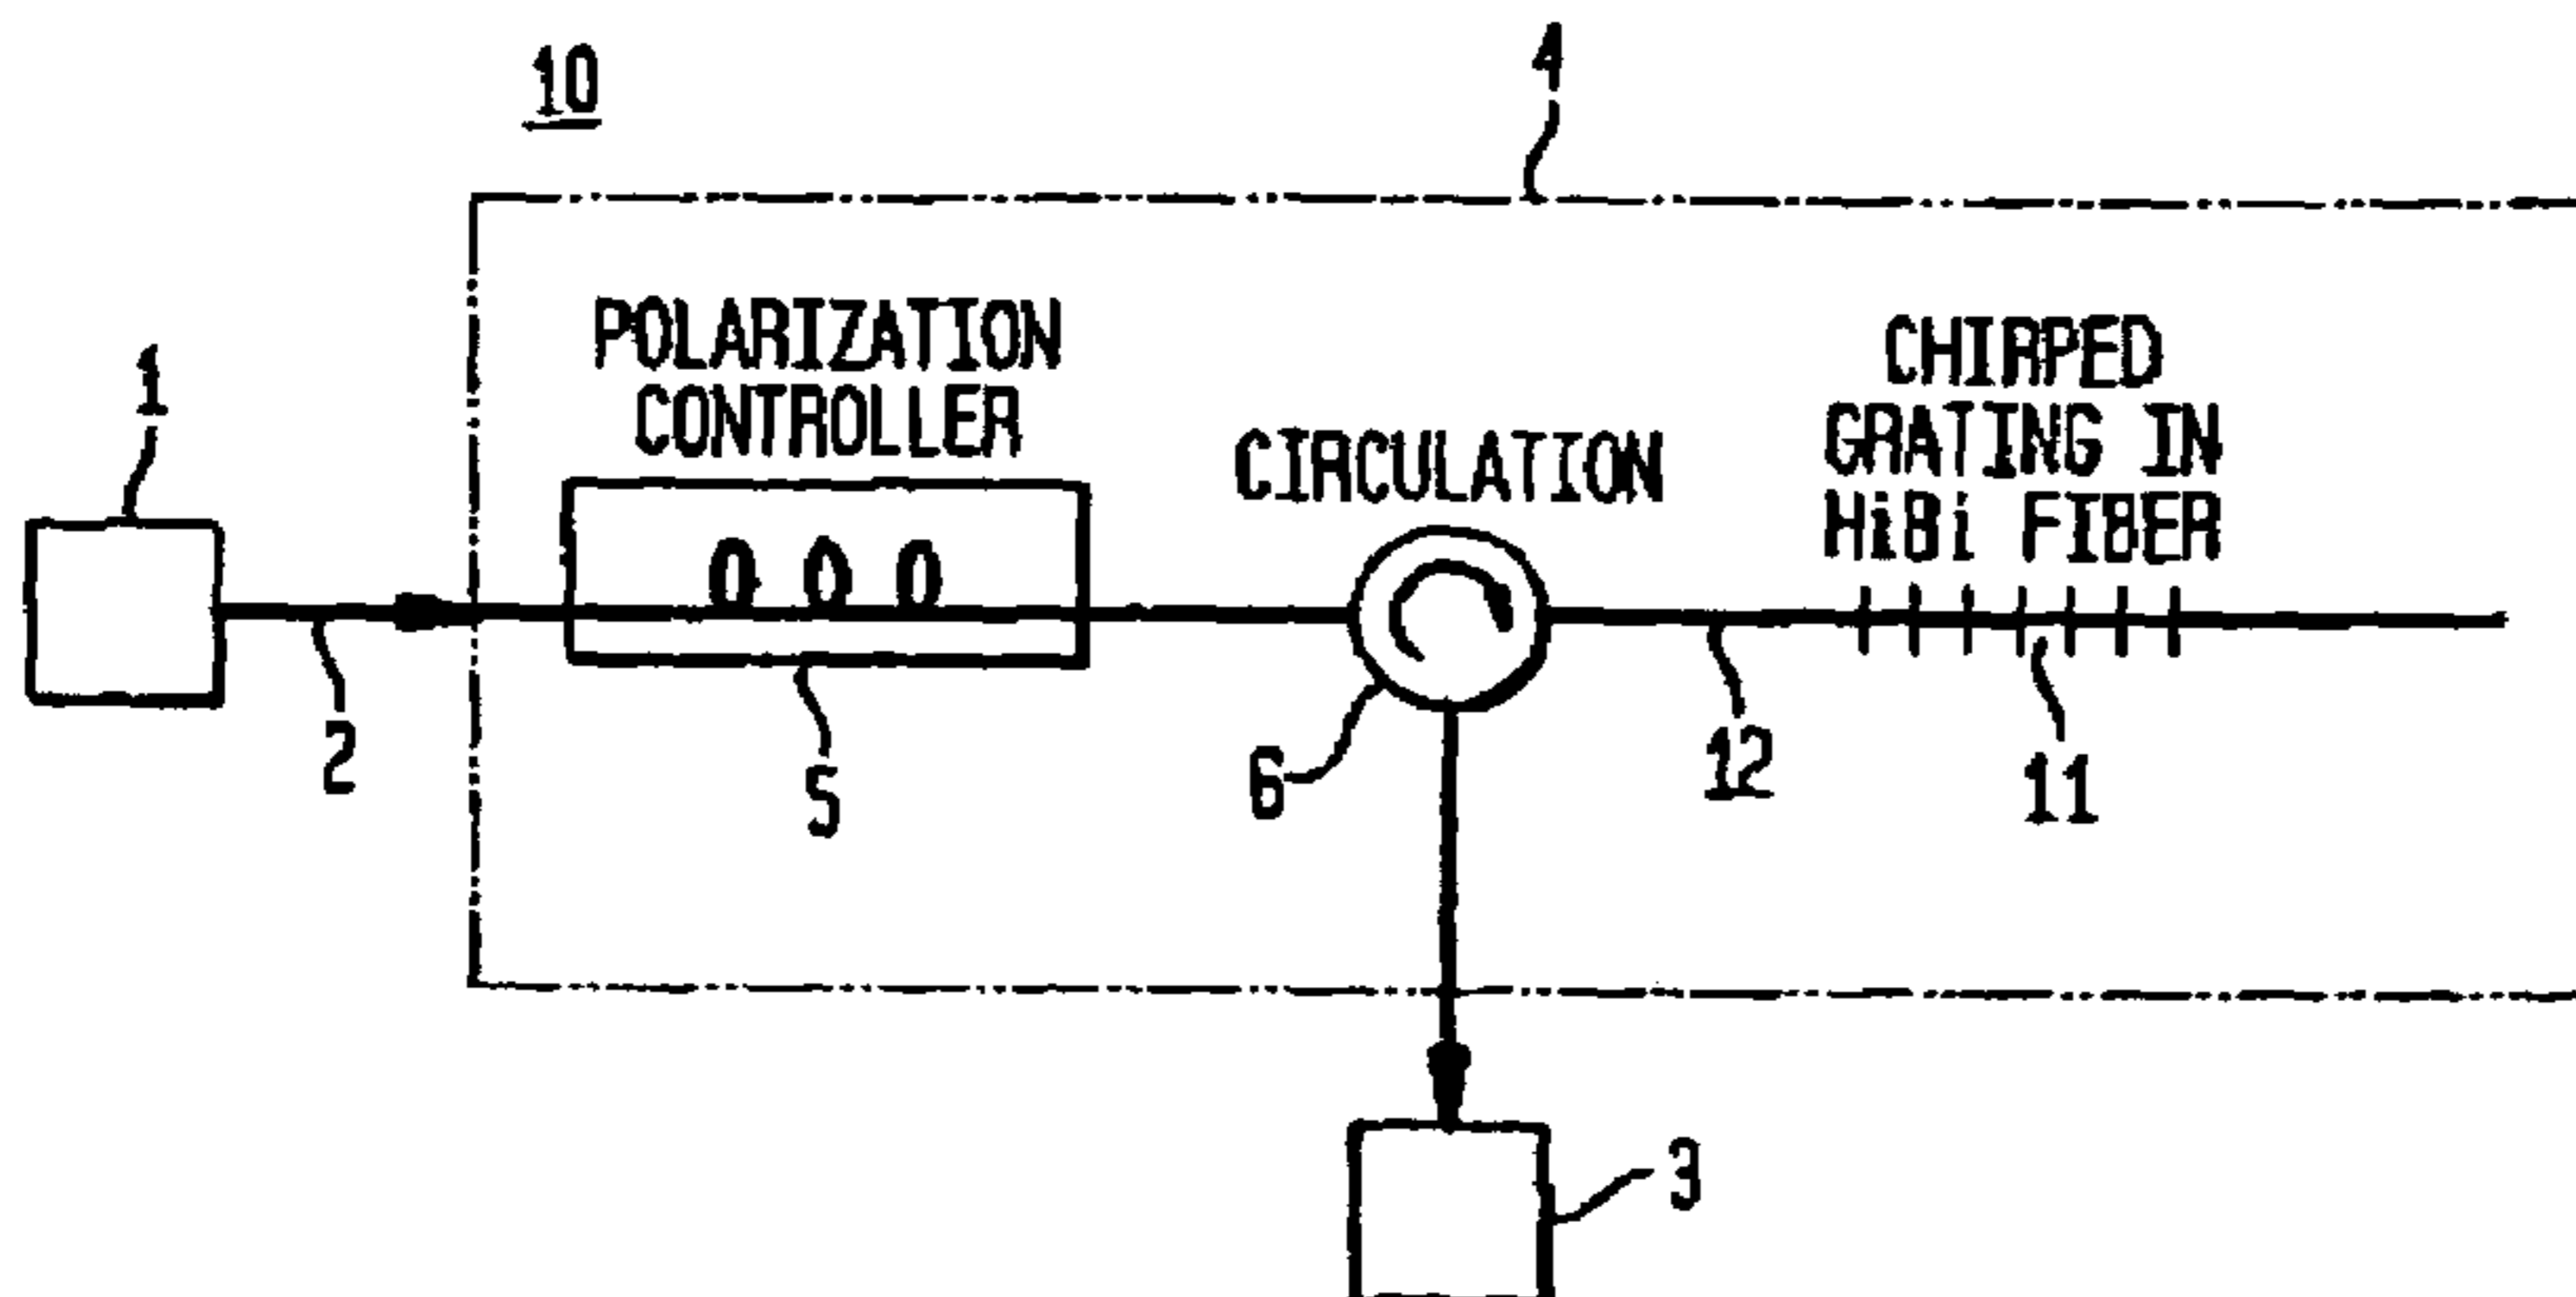 10
4
1
POLARIZATION
CONTROLLER
CIRCULATION
CHIRPED
GRATING IN
HiBi FIBER
2
5
6
12
11
3